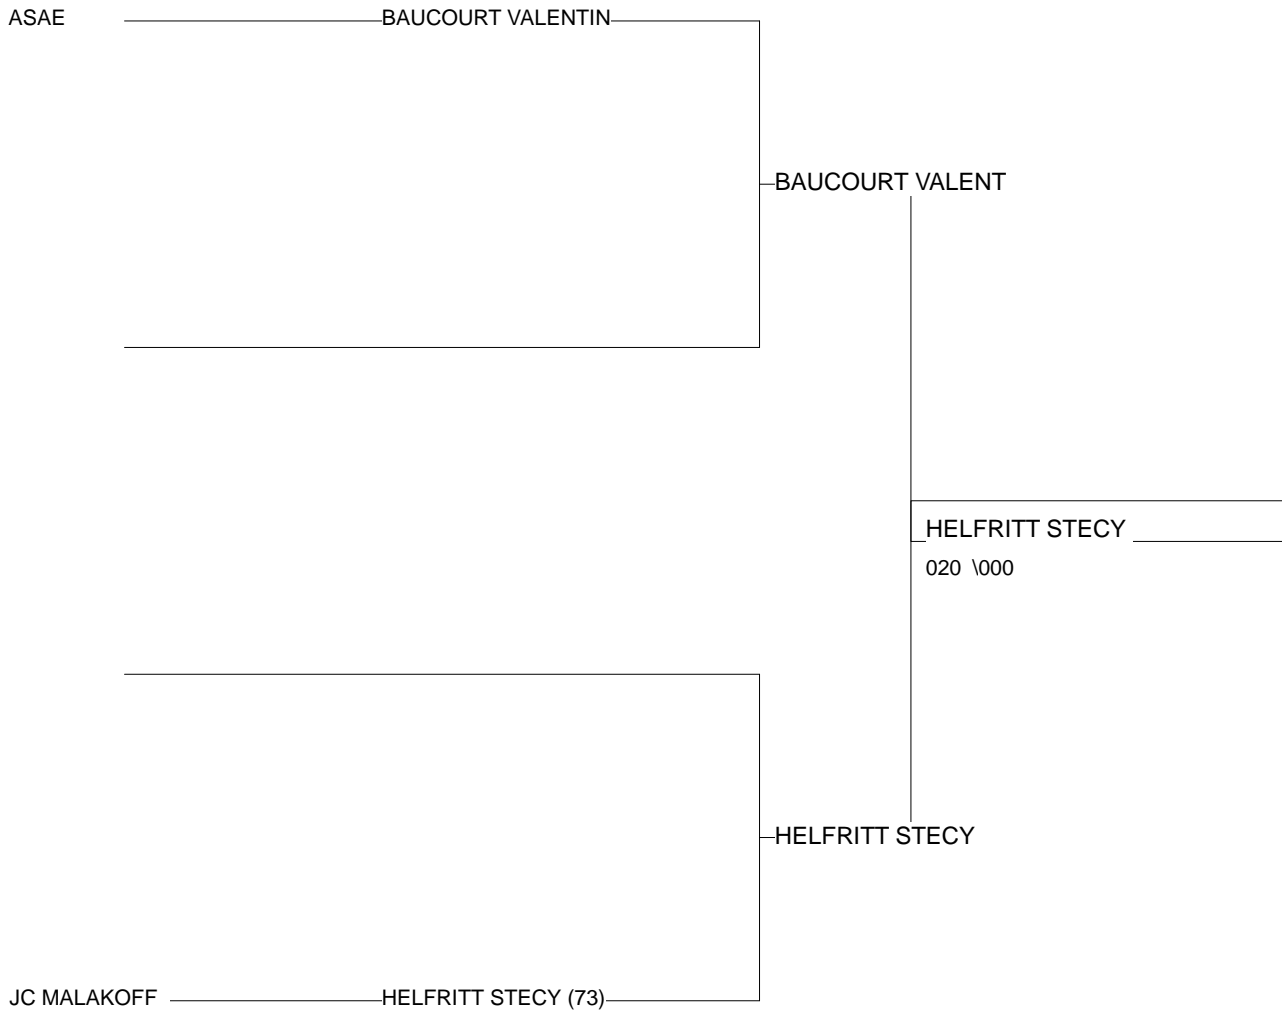 ASAE BAUCOURT VALENTIN
BAUCOURT VALENT
HELFRITT STECY
020 \000
HELFRITT STECY
JC MALAKOFF HELFRITT STECY (73)